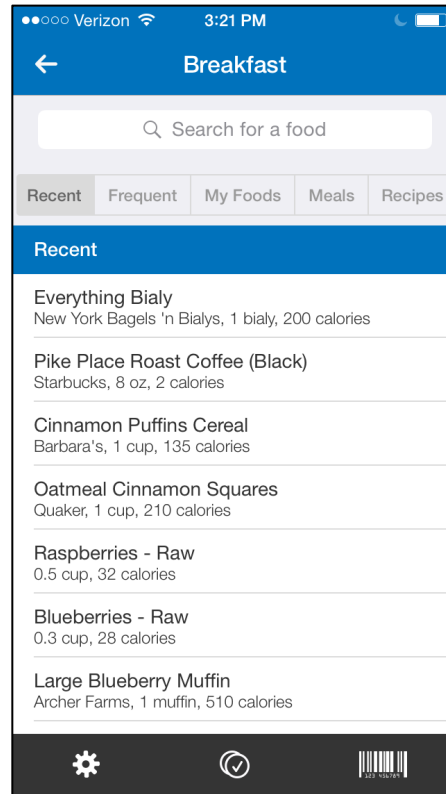 Verizon 3:21 PM
Breakfast
Search for a food
Recent Frequent My Foods Meals Recipes
Recent
Everything Bialy
New York Bagels 'n Bialys, 1 bialy, 200 calories
Pike Place Roast Coffee (Black)
Starbucks, 8 oz, 2 calories
Cinnamon Puffins Cereal
Barbara's, 1 cup, 135 calories
Oatmeal Cinnamon Squares
Quaker, 1 cup, 210 calories
Raspberries - Raw
0.5 cup, 32 calories
Blueberries - Raw
0.3 cup, 28 calories
Large Blueberry Muffin
Archer Farms, 1 muffin, 510 calories
123 456789